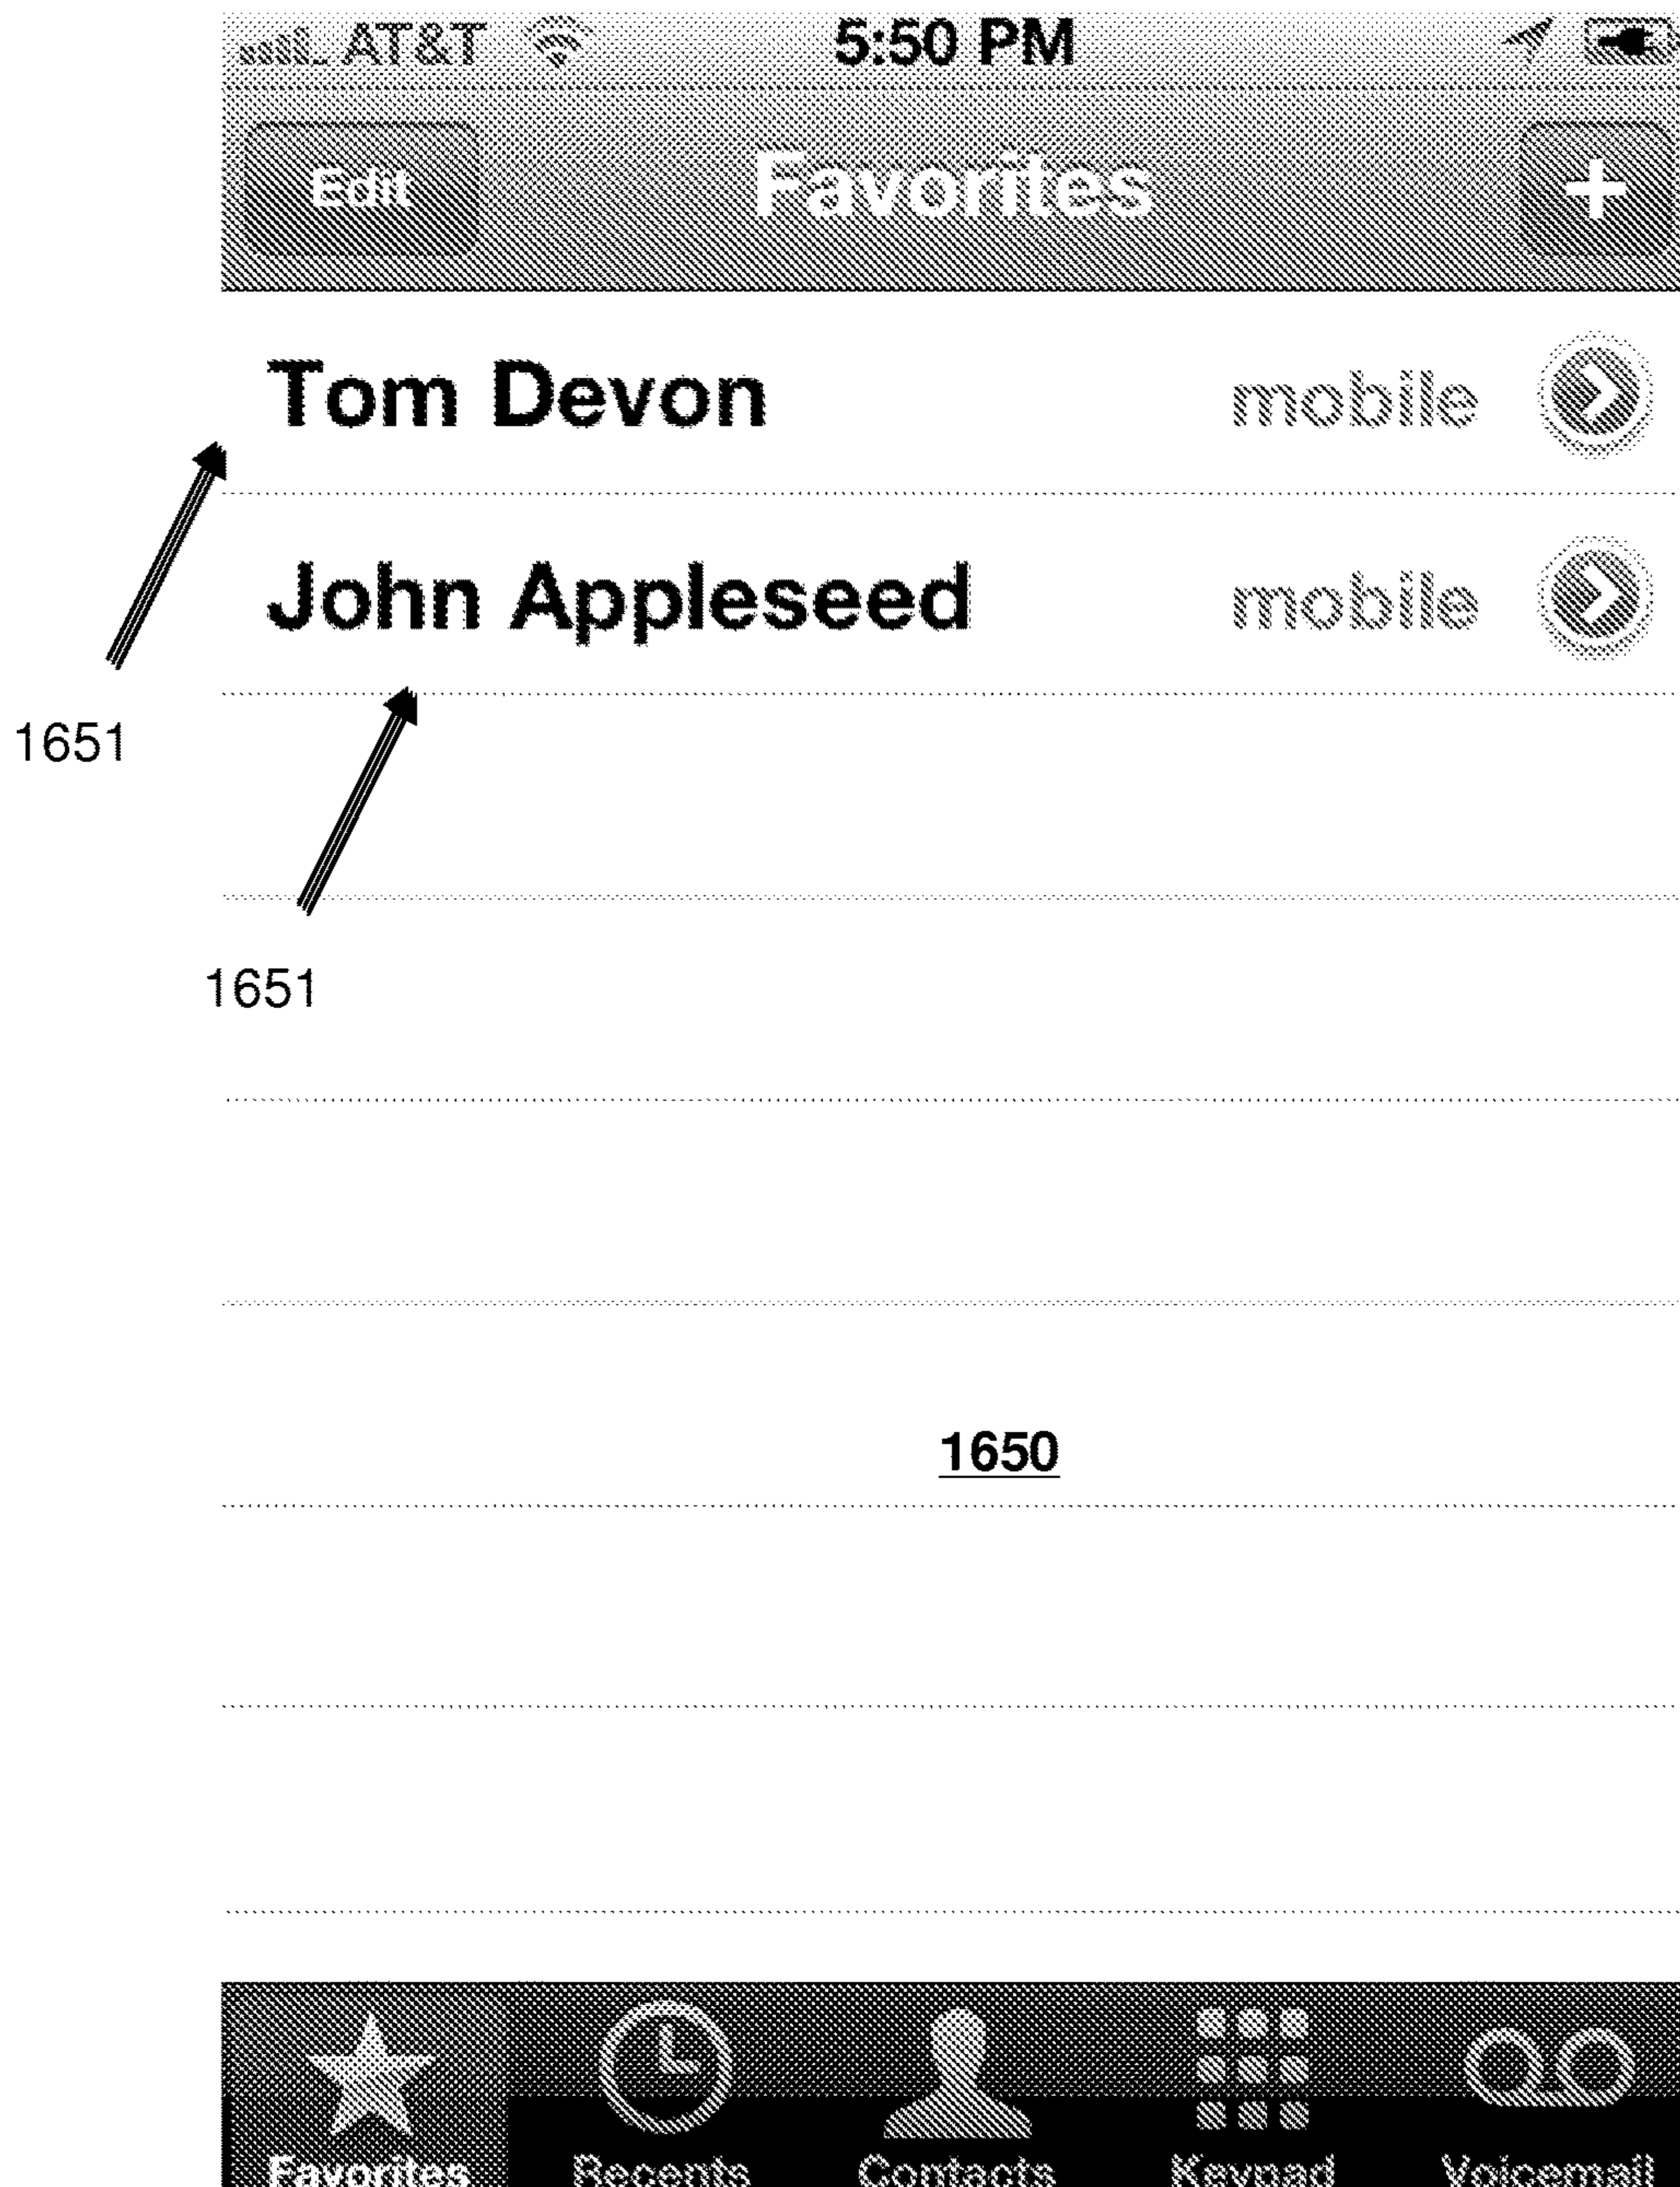 AT&T 5:50 PM
Edit Favorites +
Tom Devon mobile
John Appleseed mobile
1651
1651
1650
Favorites Recents Contacts Keypad Voicemail